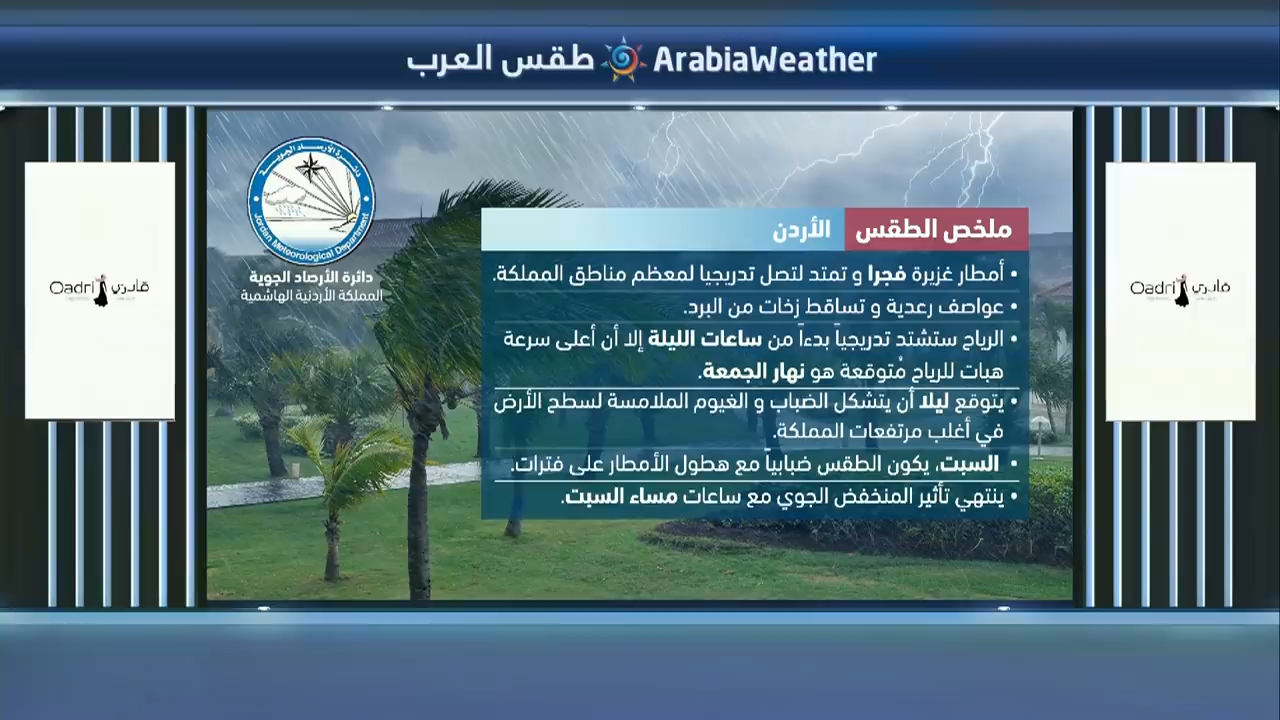 طقس العرب ArabiaWeather
دائرة الأرصاد الجوية
Jordan Meteorological Department
دائرة الأرصاد الجوية
المملكة الأردنية الهاشمية
ملخص الطقس الأردن
• أمطار غزيرة فجرا و تمتد لتصل تدريجيا لمعظم مناطق المملكة.
• عواصف رعدية و تساقط زخات من البرد.
• الرياح ستشتد تدريجياً بدءاً من ساعات الليلة إلا أن أعلى سرعة
هبات للرياح مُتوقعة هو نهار الجمعة.
• يتوقع ليلا أن يتشكل الضباب و الغيوم الملامسة لسطح الأرض
في أغلب مرتفعات المملكة.
• السبت، يكون الطقس ضبابياً مع هطول الأمطار على فترات.
• ينتهي تأثير المنخفض الجوي مع ساعات مساء السبت.
Qadri قادري
Qadri قادري